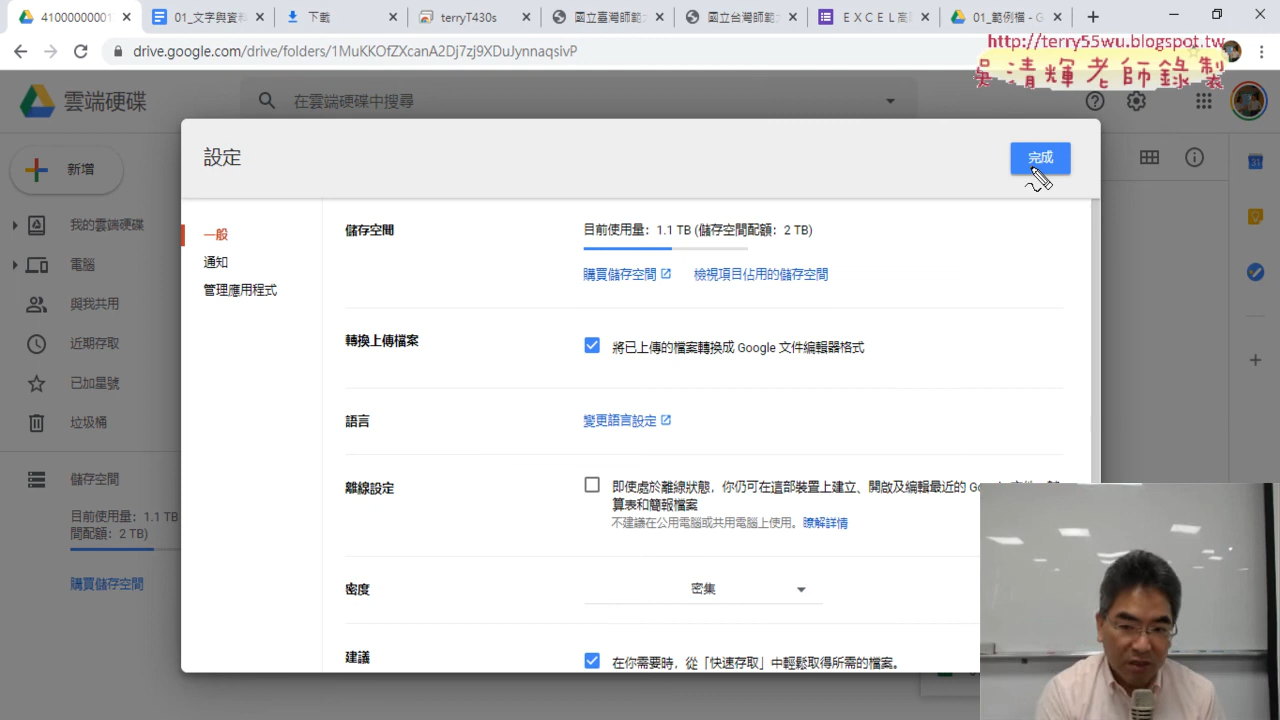 41000000001
01_文字與資料
下載
terryT430s
國立臺灣師範
國立台灣師範
ＥＸＣＥＬ高
01_範例檔 - G
drive.google.com/drive/folders/1MuKKOfZXcanA2Dj7zj9XDuJynnaqsivP
http://terry55wu.blogspot.tw
吳清輝老師錄製
雲端硬碟
在雲端硬碟中搜尋
新增
我的雲端硬碟
電腦
與我共用
近期存取
已加星號
垃圾桶
儲存空間
目前使用量：1.1 TB
間配額：2 TB)
購買儲存空間
設定
完成
一般
通知
管理應用程式
儲存空間
目前使用量：1.1 TB (儲存空間配額：2 TB)
購買儲存空間
檢視項目佔用的儲存空間
轉換上傳檔案
將已上傳的檔案轉換成 Google 文件編輯器格式
語言
變更語言設定
離線設定
即使處於離線狀態，你仍可在這部裝置上建立、開啟及編輯最近的
算表和簡報檔案
不建議在公用電腦或共用電腦上使用。瞭解詳情
密度
密集
建議
在你需要時，從「快速存取」中輕鬆取得所需的檔案。
31